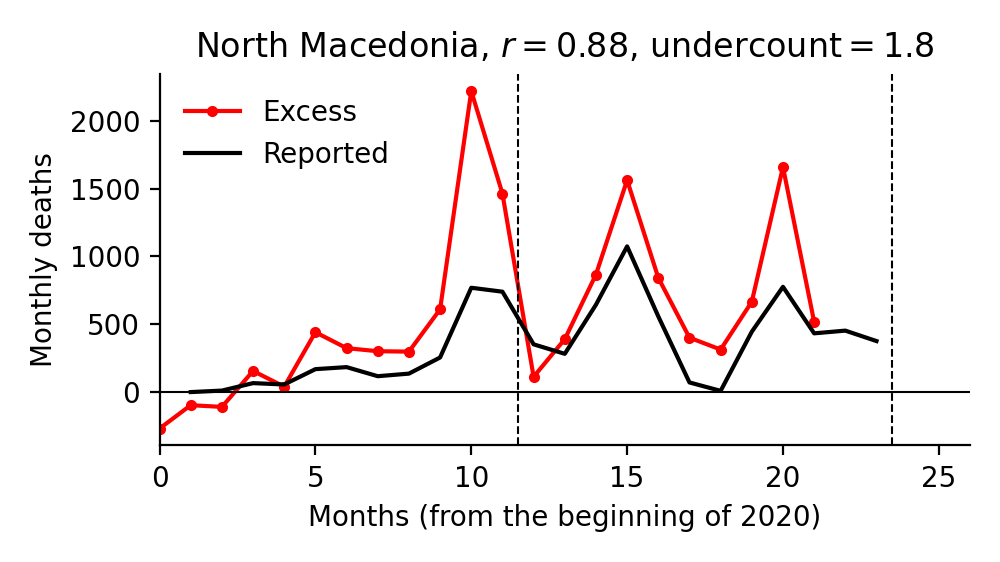 North Macedonia, r = 0.88, undercount = 1.8
Excess
Reported
Monthly deaths
2000
1500
1000
500
0
0 5 10 15 20 25
Months (from the beginning of 2020)